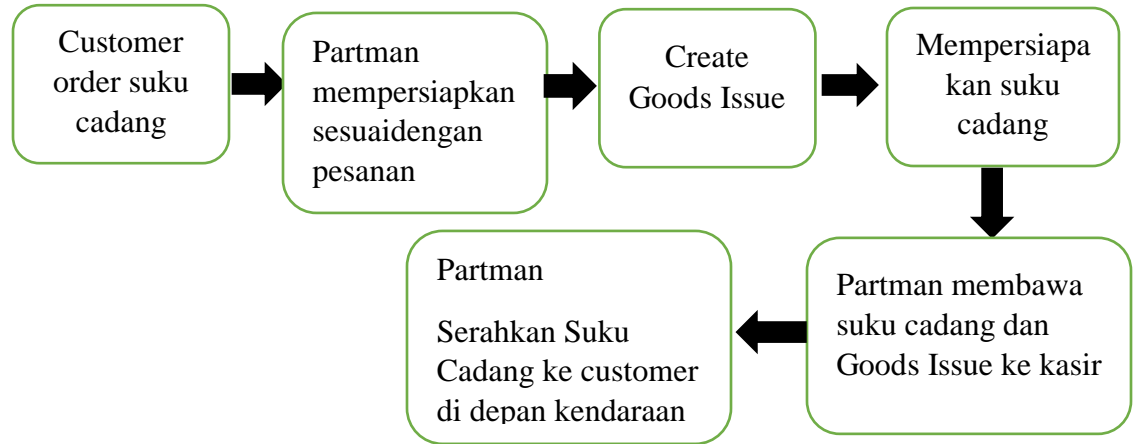 Customer
order suku
cadang
Partman
mempersiapkan
sesuaidengan
pesanan
Create
Goods Issue
Mempersiapa
kan suku
cadang
Partman membawa
suku cadang dan
Goods Issue ke kasir
Partman
Serahkan Suku
Cadang ke customer
di depan kendaraan